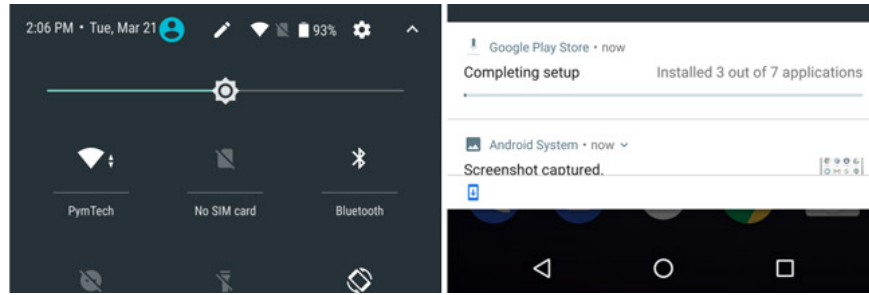 2:06 PM • Tue, Mar 21
93%
PymTech
No SIM card
Bluetooth
Google Play Store • now
Completing setup
Installed 3 out of 7 applications
Android System • now
Screenshot captured.